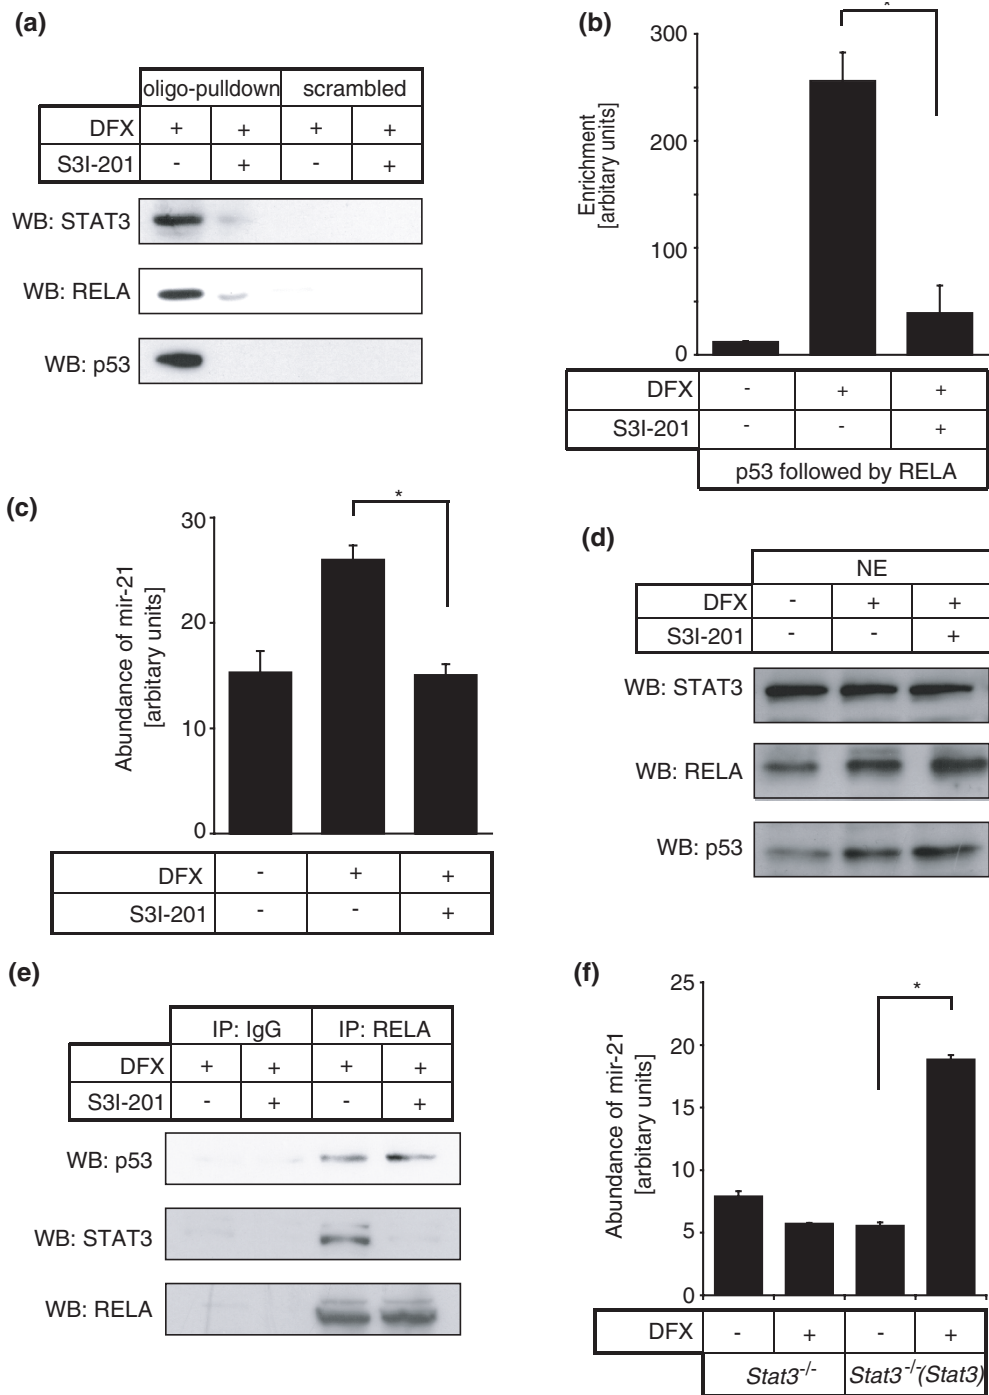 (a)
oligo-pulldown scrambled
DFX + + + +
S3I-201 - + - +
WB: STAT3
WB: RELA
WB: p53
(b)
*
300
200
100
0
Enrichment
[arbitary units]
DFX - + +
S3I-201 - - +
p53 followed by RELA
(c)
*
30
20
10
0
Abundance of mir-21
[arbitary units]
DFX - + +
S3I-201 - - +
(d)
NE
DFX - + +
S3I-201 - - +
WB: STAT3
WB: RELA
WB: p53
(e)
IP: IgG IP: RELA
DFX + + + +
S3I-201 - + - +
WB: p53
WB: STAT3
WB: RELA
(f)
*
25
20
15
10
5
0
Abundance of mir-21
[arbitary units]
DFX - + - +
Stat3-/- Stat3-/-(Stat3)